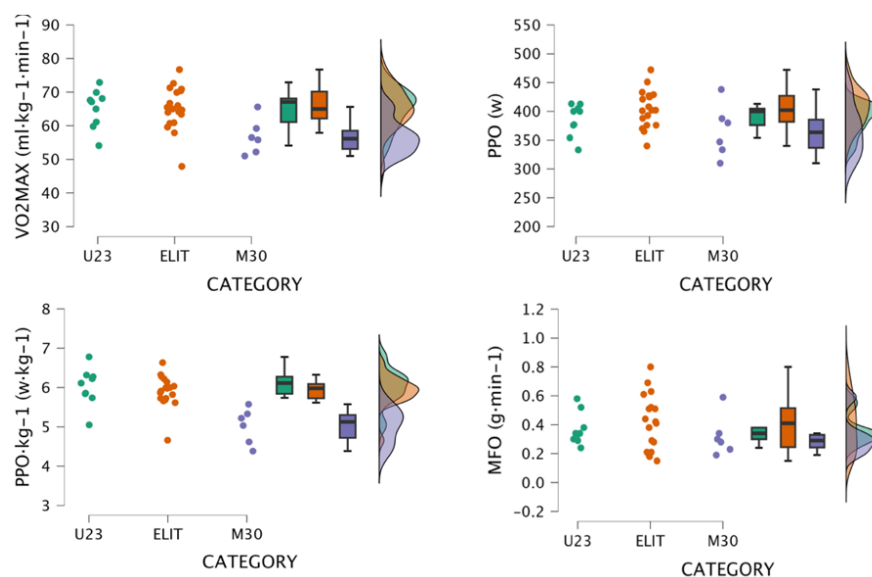 VO2MAX (ml·kg−1·min−1)
90
80
70
60
50
40
30
U23
ELIT
M30
CATEGORY
PPO (w)
550
500
450
400
350
300
250
200
U23
ELIT
M30
CATEGORY
PPO·kg−1 (w·kg−1)
8
7
6
5
4
3
U23
ELIT
M30
CATEGORY
MFO (g·min−1)
1.2
1.0
0.8
0.6
0.4
0.2
0.0
−0.2
U23
ELIT
M30
CATEGORY